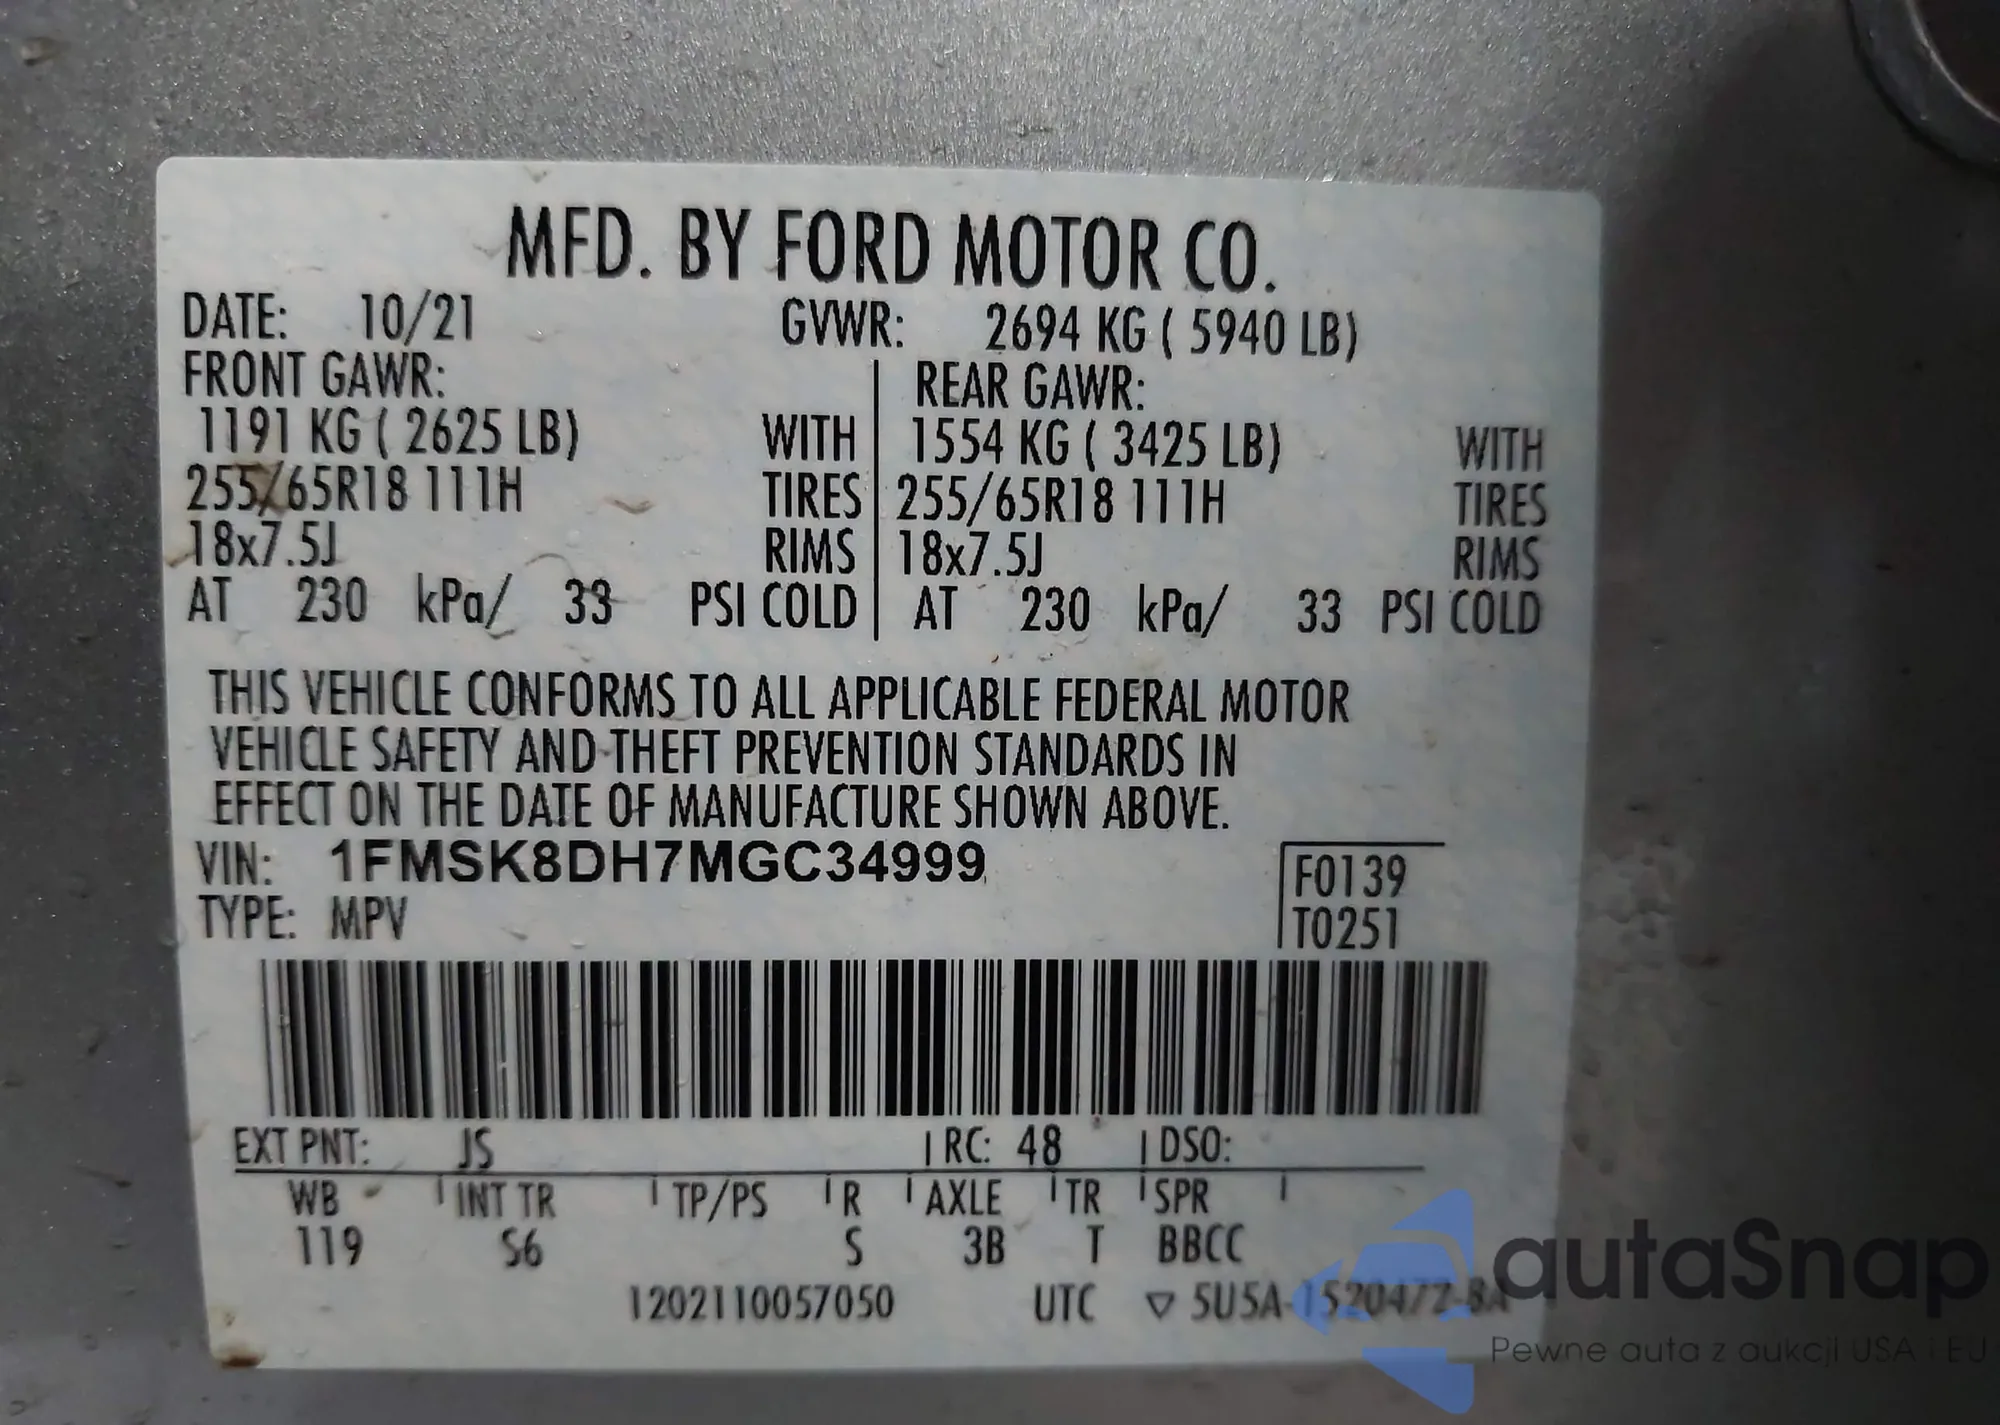 MFD. BY FORD MOTOR CO.
DATE: 10/21 GVWR: 2694 KG ( 5940 LB)
FRONT GAWR: REAR GAWR:
1191 KG ( 2625 LB) WITH 1554 KG ( 3425 LB) WITH
255/65R18 111H TIRES 255/65R18 111H TIRES
18x7.5J RIMS 18x7.5J RIMS
AT 230 kPa/ 33 PSI COLD AT 230 kPa/ 33 PSI COLD
THIS VEHICLE CONFORMS TO ALL APPLICABLE FEDERAL MOTOR
VEHICLE SAFETY AND THEFT PREVENTION STANDARDS IN
EFFECT ON THE DATE OF MANUFACTURE SHOWN ABOVE.
VIN: 1FMSK8DH7MGC34999
F0139
TYPE: MPV
T0251
EXT PNT: JS RC: 48 DSO:
WB INT TR TP/PS R AXLE TR SPR
119 S6 S 3B T BBCC
1202110057050 UTC ▽ 5U5A-1520472-BA
autaSnap
Pewne auta z aukcji USA i EU